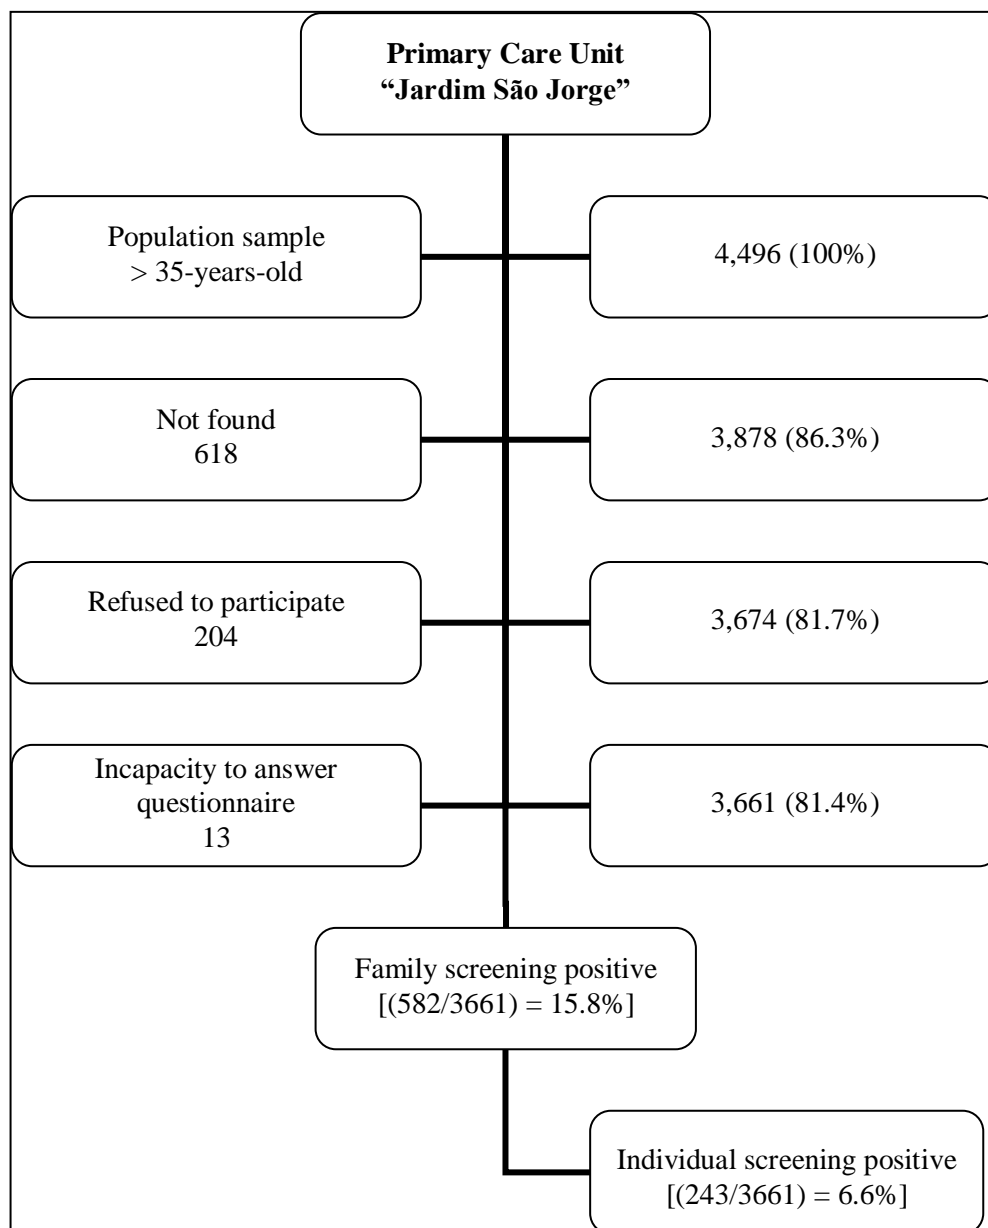 Primary Care Unit
“Jardim São Jorge”
Population sample
> 35-years-old
4,496 (100%)
Not found
618
3,878 (86.3%)
Refused to participate
204
3,674 (81.7%)
Incapacity to answer
questionnaire
13
3,661 (81.4%)
Family screening positive
[(582/3661) = 15.8%]
Individual screening positive
[(243/3661) = 6.6%]